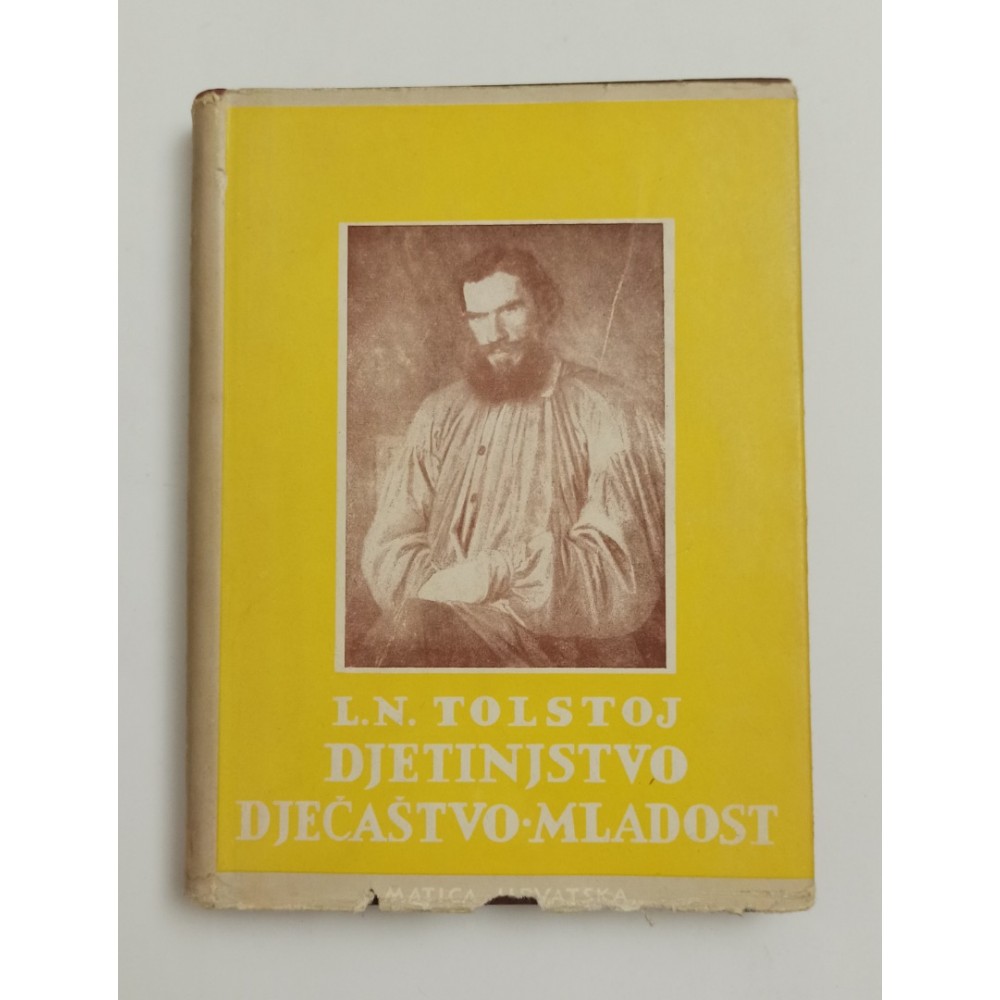 L.N. TOLSTOJ
DJETINJSTVO
DJEČAŠTVO·MLADOST
MATICA HRVATSKA